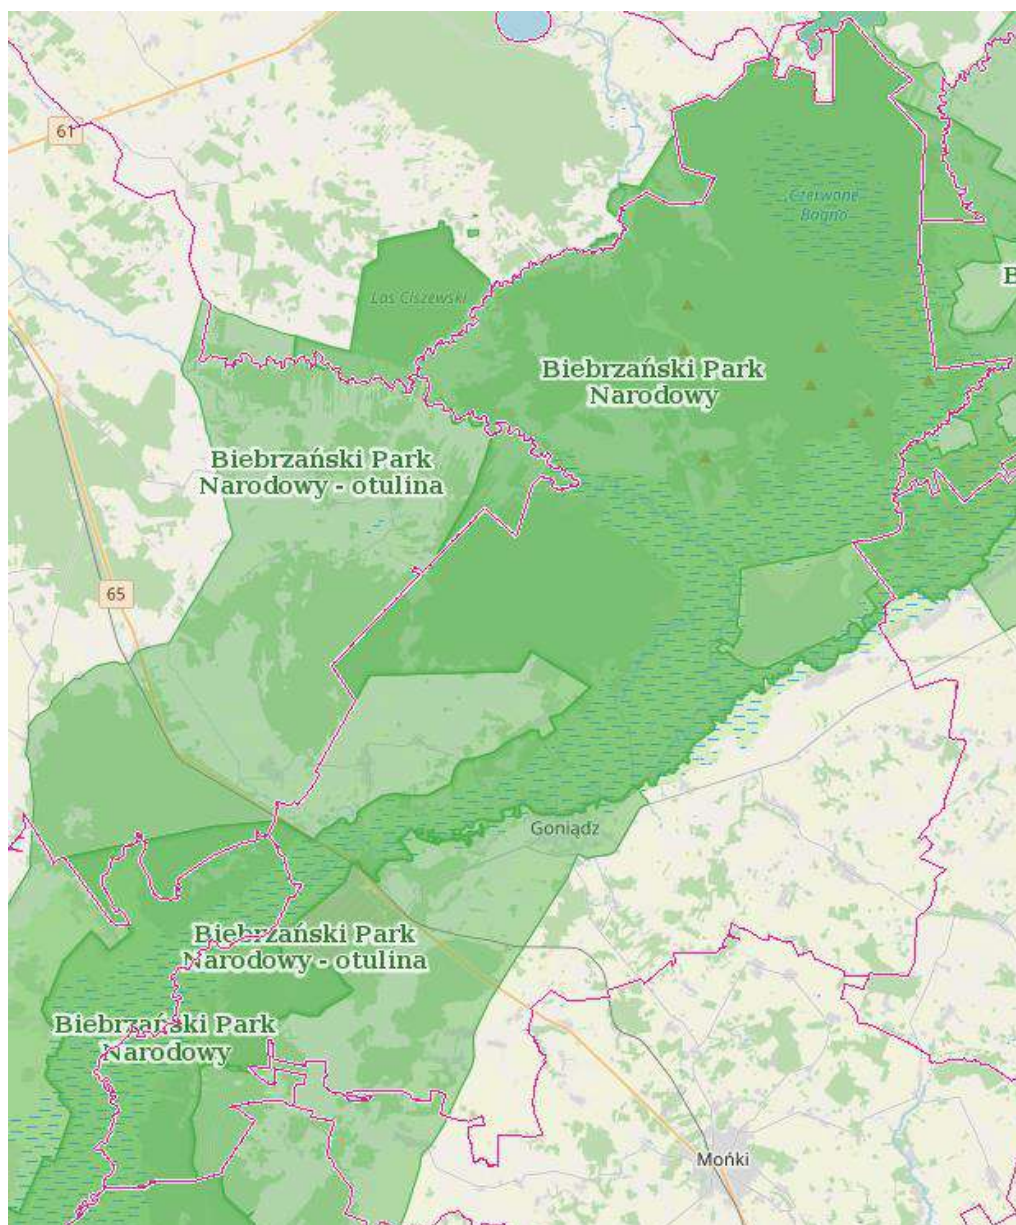 61
Czerwone
Bagno
B
Las Ciszewski
Biebrzański Park
Narodowy
Biebrzański Park
Narodowy - otulina
65
Goniądz
Biebrzański Park
Narodowy - otulina
Biebrzański Park
Narodowy
Mońki